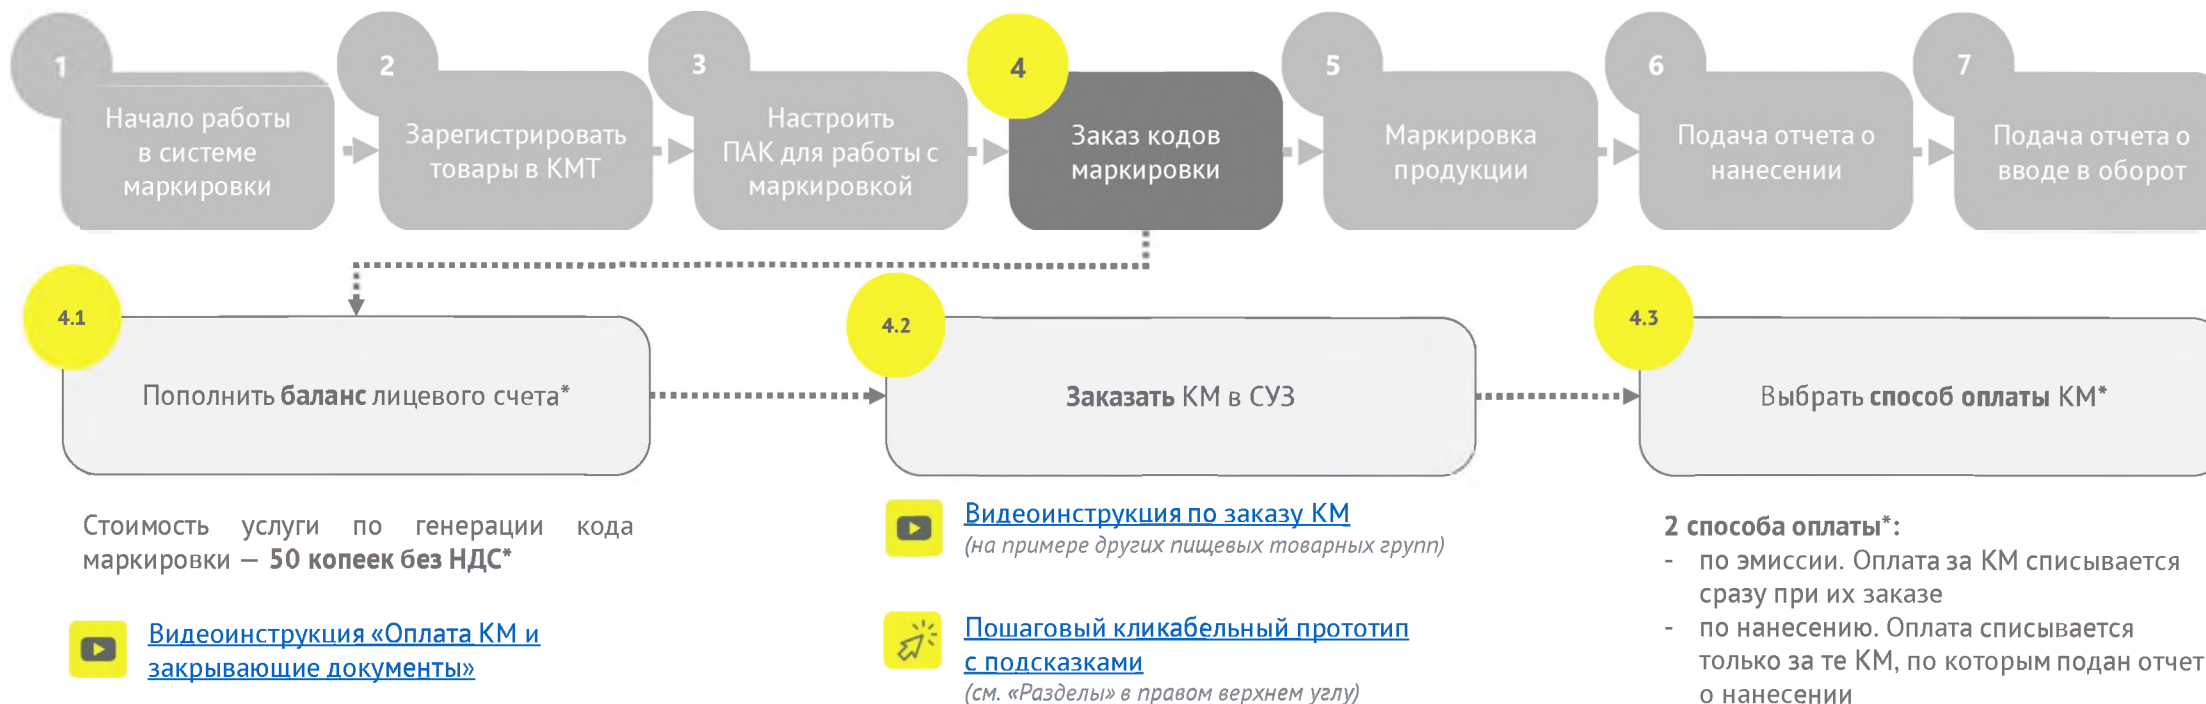 1
Начало работы
в системе
маркировки
2
Зарегистрировать
товары в КМТ
3
Настроить
ПАК для работы с
маркировкой
4
Заказ кодов
маркировки
5
Маркировка
продукции
6
Подача отчета о
нанесении
7
Подача отчета о
вводе в оборот
4.1
Пополнить баланс лицевого счета*
4.2
Заказать КМ в СУЗ
4.3
Выбрать способ оплаты КМ*
Стоимость услуги по генерации кода
маркировки — 50 копеек без НДС*
Видеоинструкция «Оплата КМ и
закрывающие документы»
Видеоинструкция по заказу КМ
(на примере других пищевых товарных групп)
Пошаговый кликабельный прототип
с подсказками
(см. «Разделы» в правом верхнем углу)
2 способа оплаты*:
- по эмиссии. Оплата за КМ списывается
сразу при их заказе
- по нанесению. Оплата списывается
только за те КМ, по которым подан отчет
о нанесении